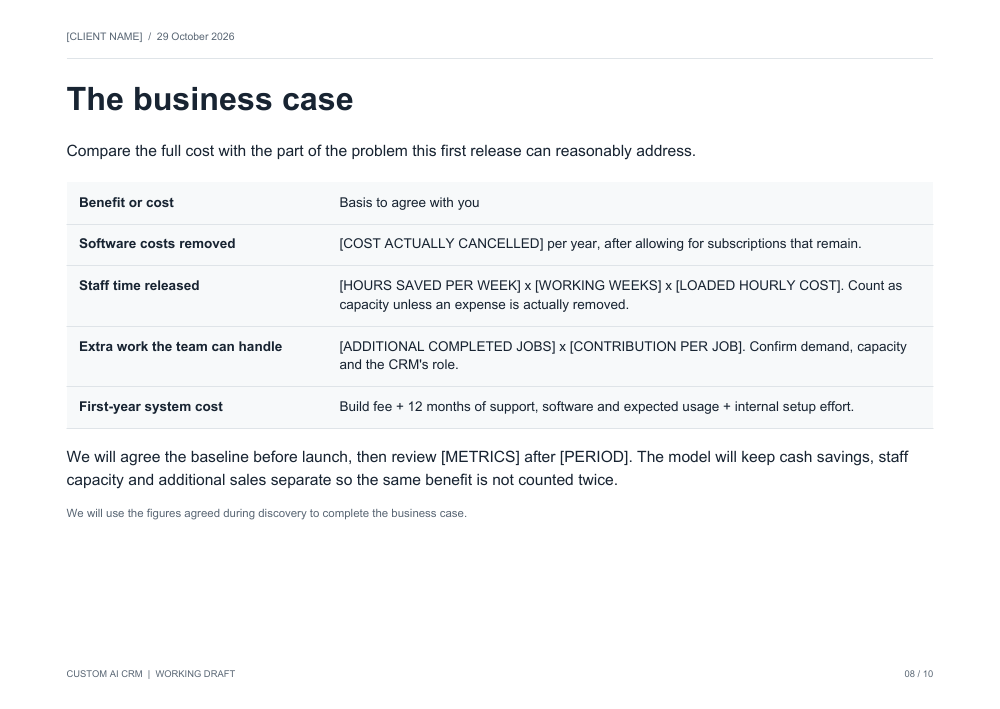 [CLIENT NAME] / 29 October 2026
The business case
Compare the full cost with the part of the problem this first release can reasonably address.
Benefit or cost
Basis to agree with you
Software costs removed
[COST ACTUALLY CANCELLED] per year, after allowing for subscriptions that remain.
Staff time released
[HOURS SAVED PER WEEK] x [WORKING WEEKS] x [LOADED HOURLY COST]. Count as
capacity unless an expense is actually removed.
Extra work the team can handle
[ADDITIONAL COMPLETED JOBS] x [CONTRIBUTION PER JOB]. Confirm demand, capacity
and the CRM's role.
First-year system cost
Build fee + 12 months of support, software and expected usage + internal setup effort.
We will agree the baseline before launch, then review [METRICS] after [PERIOD]. The model will keep cash savings, staff
capacity and additional sales separate so the same benefit is not counted twice.
We will use the figures agreed during discovery to complete the business case.
CUSTOM AI CRM | WORKING DRAFT
08 / 10